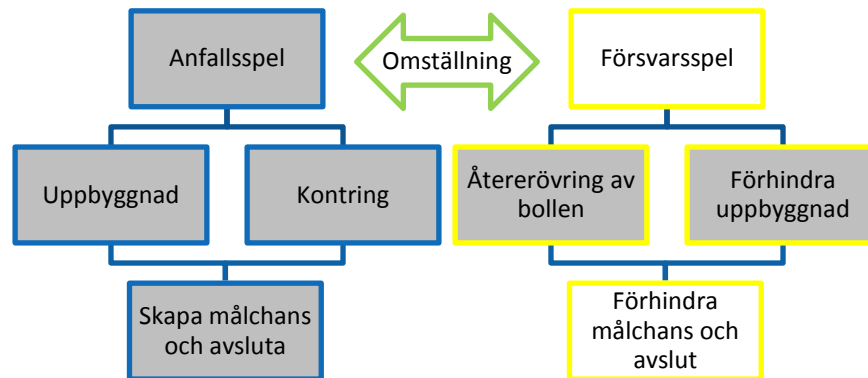 Anfallsspel
Omställning
Försvarsspel
Uppbyggnad
Kontring
Återerövring av
bollen
Förhindra
uppbyggnad
Skapa målchans
och avsluta
Förhindra
målchans och
avslut